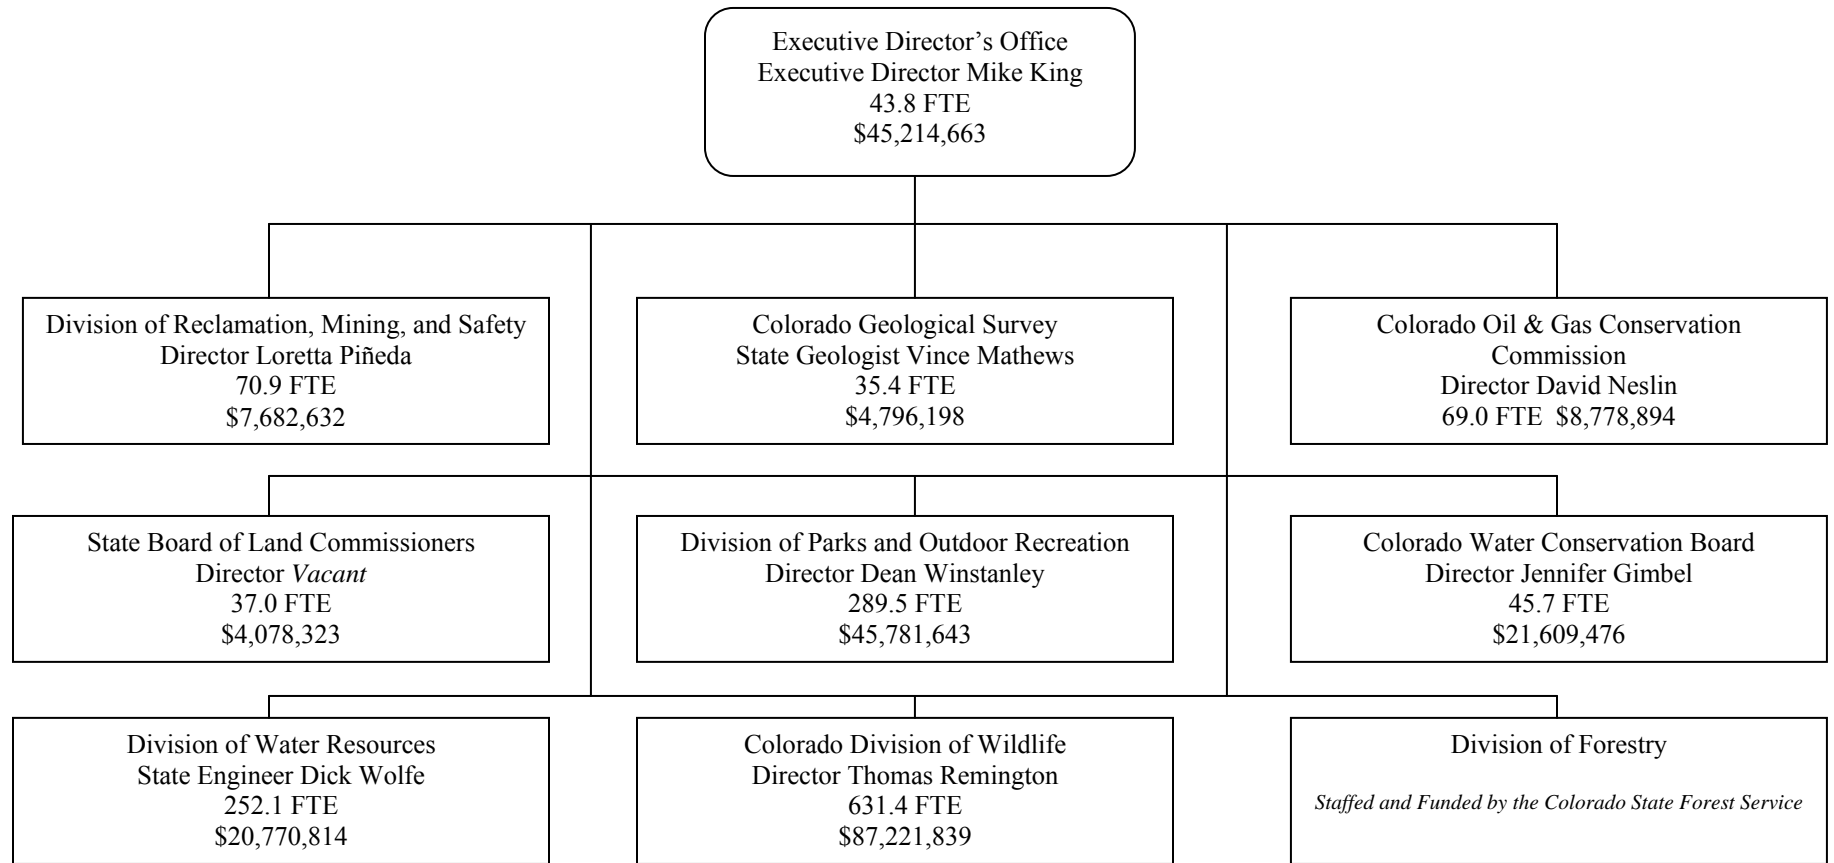 Executive Director’s Office
Executive Director Mike King
43.8 FTE
$45,214,663
Division of Reclamation, Mining, and Safety
Director Loretta Piñeda
70.9 FTE
$7,682,632
Colorado Geological Survey
State Geologist Vince Mathews
35.4 FTE
$4,796,198
Colorado Oil & Gas Conservation
Commission
Director David Neslin
69.0 FTE  $8,778,894
State Board of Land Commissioners
Director Vacant
37.0 FTE
$4,078,323
Division of Parks and Outdoor Recreation
Director Dean Winstanley
289.5 FTE
$45,781,643
Colorado Water Conservation Board
Director Jennifer Gimbel
45.7 FTE
$21,609,476
Division of Water Resources
State Engineer Dick Wolfe
252.1 FTE
$20,770,814
Colorado Division of Wildlife
Director Thomas Remington
631.4 FTE
$87,221,839
Division of Forestry
Staffed and Funded by the Colorado State Forest Service